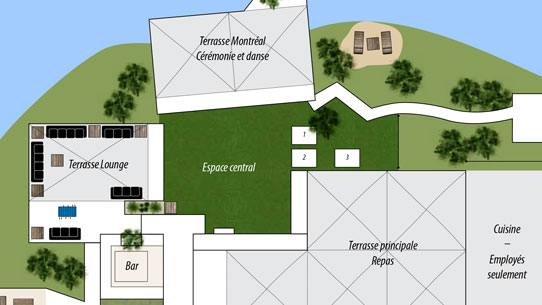 Terrasse Montréal
Cérémonie et danse
1
2
3
Terrasse Lounge
Espace central
Bar
Terrasse principale
Repas
Cuisine
–
Employés
seulement